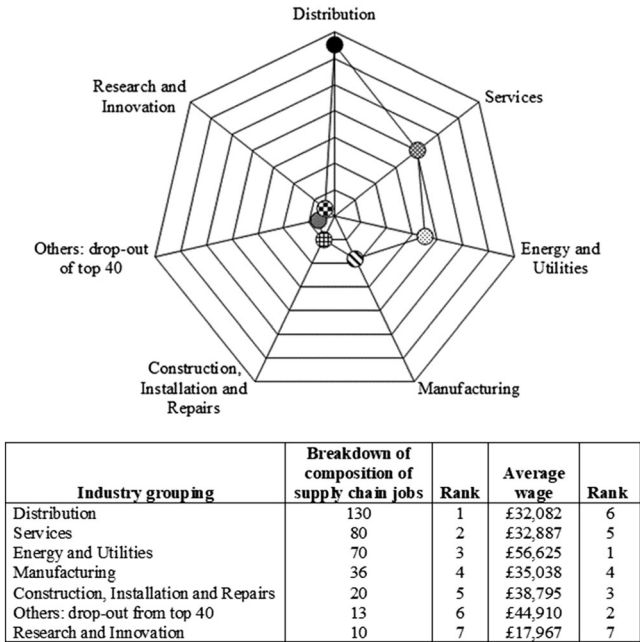 Distribution
Research and
Innovation
Services
Others: drop-out
of top 40
Energy and
Utilities
Construction,
Installation and
Repairs
Manufacturing
Industry grouping | Breakdown of composition of supply chain jobs | Rank | Average wage | Rank
Distribution 130 1 £32,082 6
Services 80 2 £32,887 5
Energy and Utilities 70 3 £56,625 1
Manufacturing 36 4 £35,038 4
Construction, Installation and Repairs 20 5 £38,795 3
Others: drop-out from top 40 13 6 £44,910 2
Research and Innovation 10 7 £17,967 7